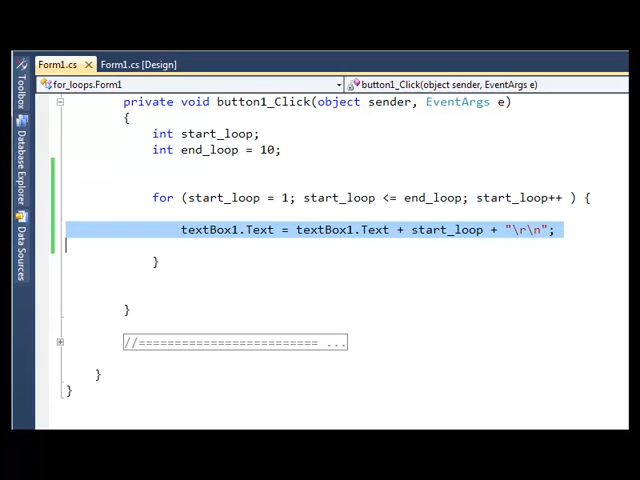 Form1.cs
Form1.cs [Design]
for_loops.Form1
button1_Click(object sender, EventArgs e)
Toolbox
Database Explorer
Data Sources
private void button1_Click(object sender, EventArgs e)
{
int start_loop;
int end_loop = 10;
for (start_loop = 1; start_loop <= end_loop; start_loop++ ) {
textBox1.Text = textBox1.Text + start_loop + "\r\n";
}
}
//========================= ...
}
}